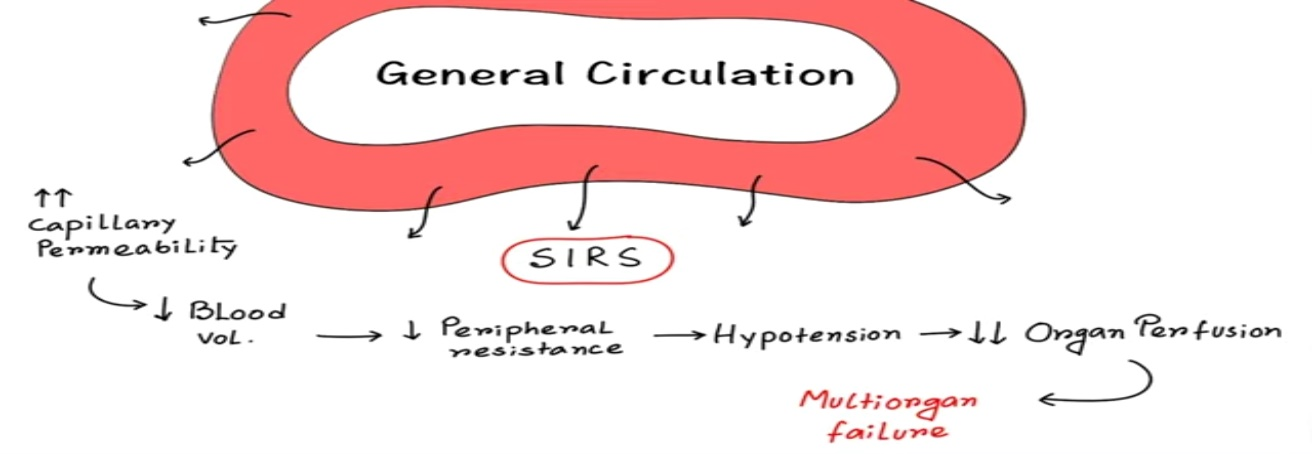 General Circulation
↑↑
Capillary
Permeability
SIRS
↓ Blood
vol.
→ ↓ Peripheral
resistance
→ Hypotension → ↓↓ Organ Perfusion
Multiorgan
failure